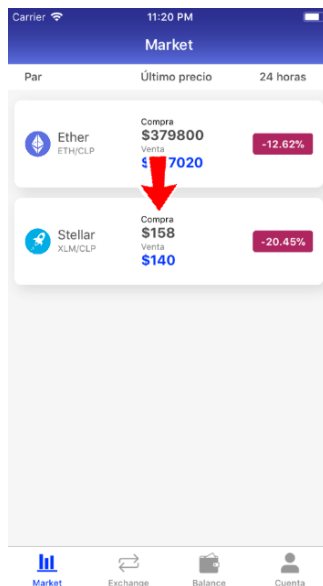 Carrier 11:20 PM
Market
Par Último precio 24 horas
Compra
Ether $379800
ETH/CLP Venta -12.62%
7020
Compra
Stellar $158
XLM/CLP Venta -20.45%
$140
Market Exchange Balance Cuenta